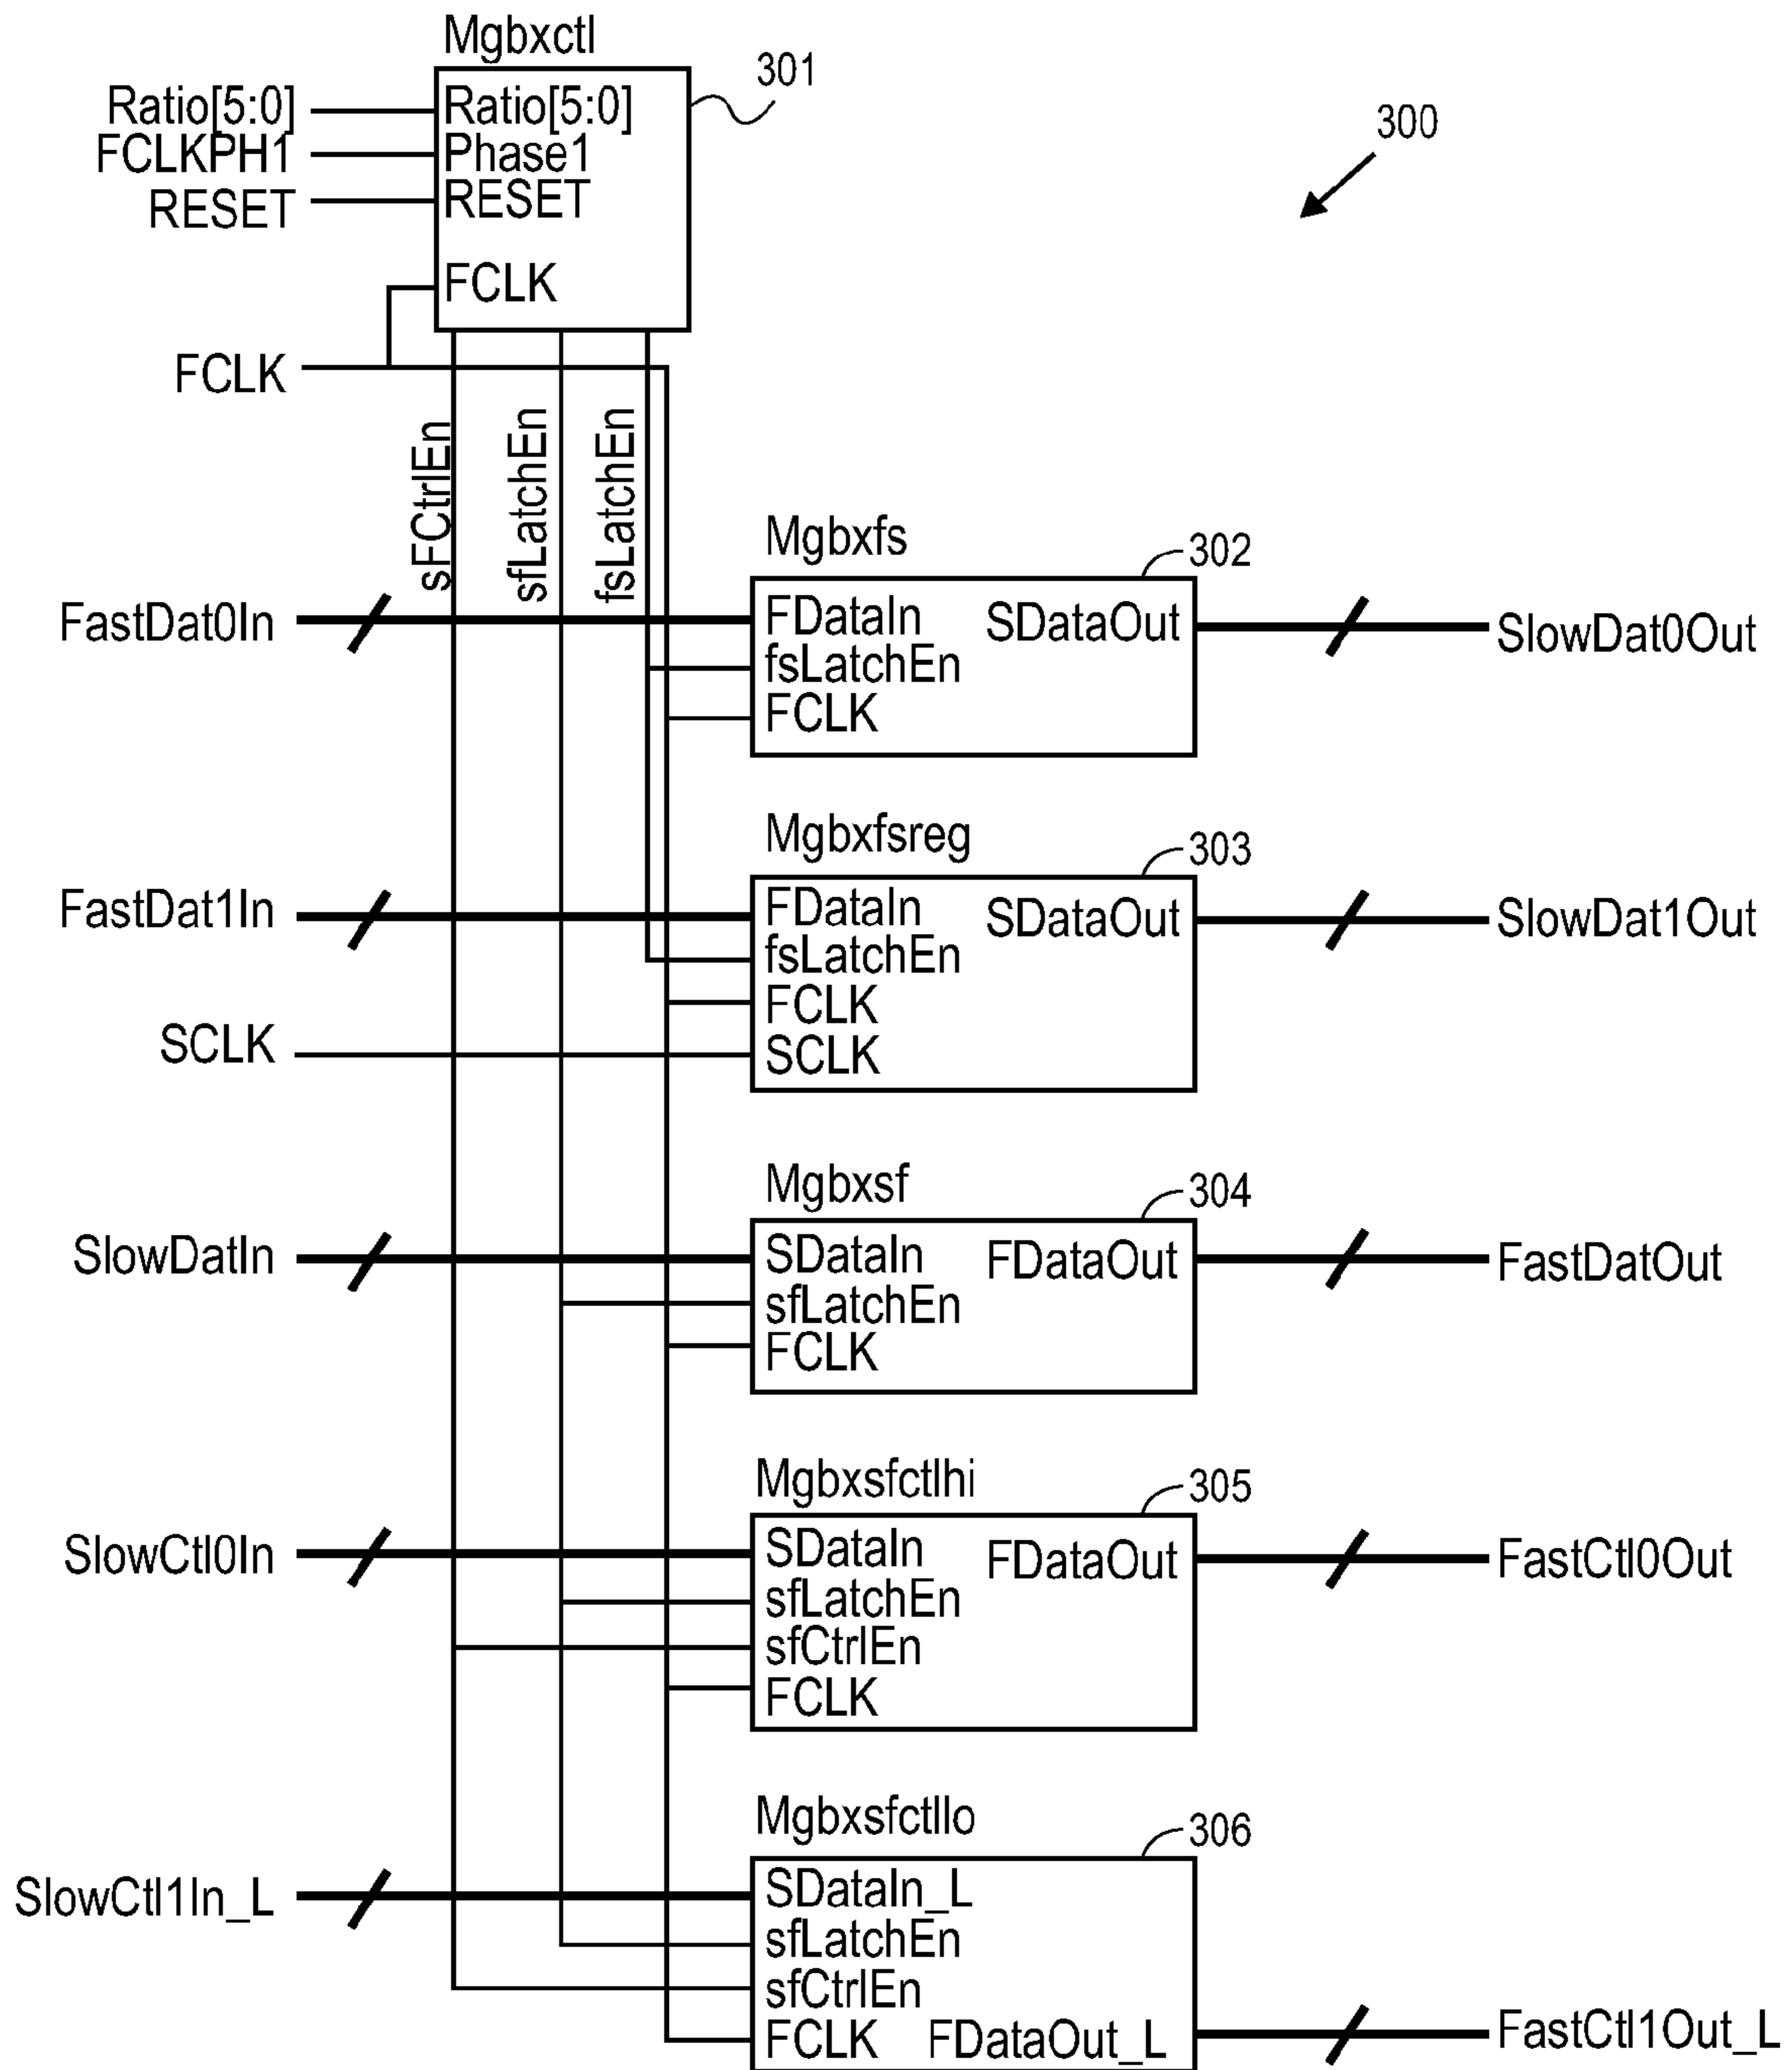 Mgbxctl
301
300
Ratio[5:0]
FCLKPH1
RESET
Ratio[5:0]
Phase1
RESET
FCLK
FCLK
sFCtrlEn
sfLatchEn
fsLatchEn
Mgbxfs
302
FastDat0In
FDataIn
fsLatchEn
FCLK
SDataOut
SlowDat0Out
Mgbxfsreg
303
FastDat1In
SCLK
FDataIn
fsLatchEn
FCLK
SCLK
SDataOut
SlowDat1Out
Mgbxsf
304
SlowDatIn
SDataIn
sfLatchEn
FCLK
FDataOut
FastDatOut
Mgbxsfctlhi
305
SlowCtl0In
SDataIn
sfLatchEn
sfCtrlEn
FCLK
FDataOut
FastCtl0Out
Mgbxsfctllo
306
SlowCtl1In_L
SDataIn_L
sfLatchEn
sfCtrlEn
FCLK
FDataOut_L
FastCtl1Out_L